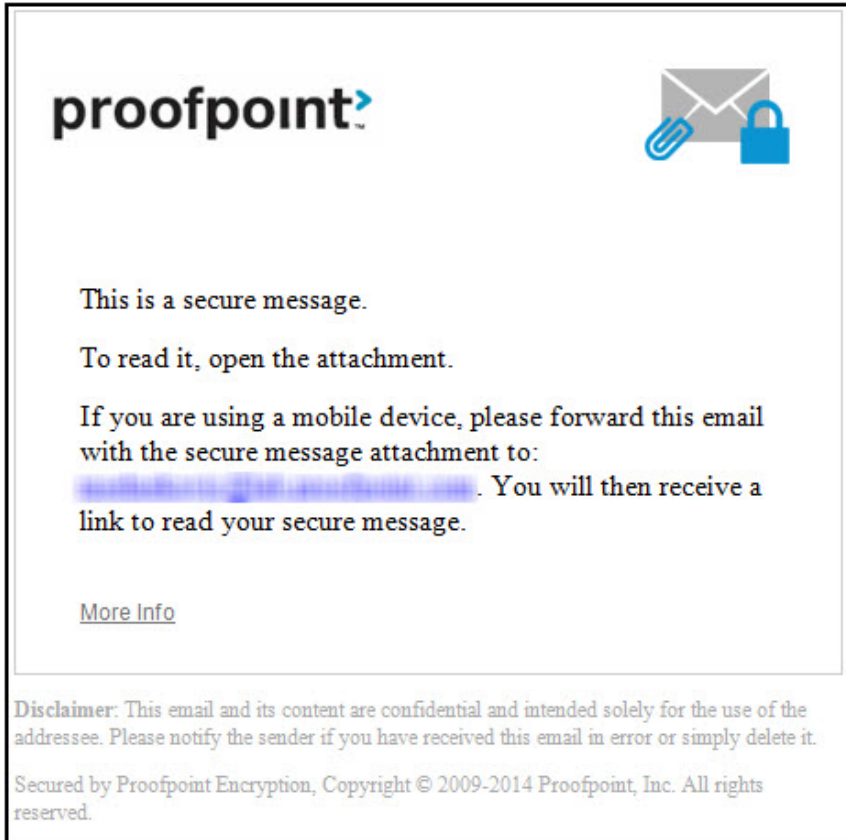 proofpoint™
This is a secure message.
To read it, open the attachment.
If you are using a mobile device, please forward this email
with the secure message attachment to:
. You will then receive a
link to read your secure message.
More Info
Disclaimer: This email and its content are confidential and intended solely for the use of the
addressee. Please notify the sender if you have received this email in error or simply delete it.
Secured by Proofpoint Encryption, Copyright © 2009-2014 Proofpoint, Inc. All rights
reserved.